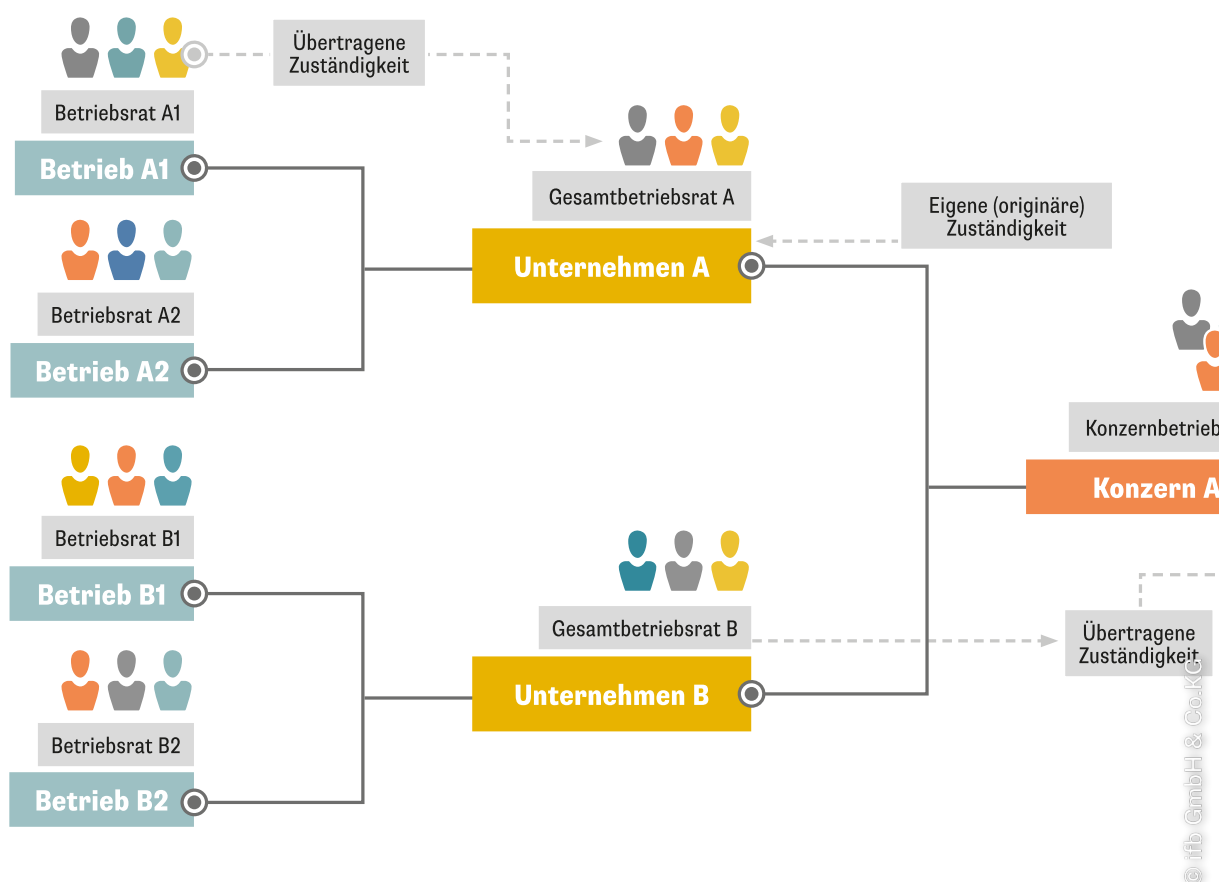 Übertragene
Zuständigkeit
Betriebsrat A1
Betrieb A1
Gesamtbetriebsrat A
Eigene (originäre)
Zuständigkeit
Unternehmen A
Betriebsrat A2
Betrieb A2
Konzernbetrieb
Konzern A
Betriebsrat B1
Betrieb B1
Gesamtbetriebsrat B
Übertragene
Zuständigkeit
Unternehmen B
Betriebsrat B2
Betrieb B2
© ifb GmbH & Co.KG